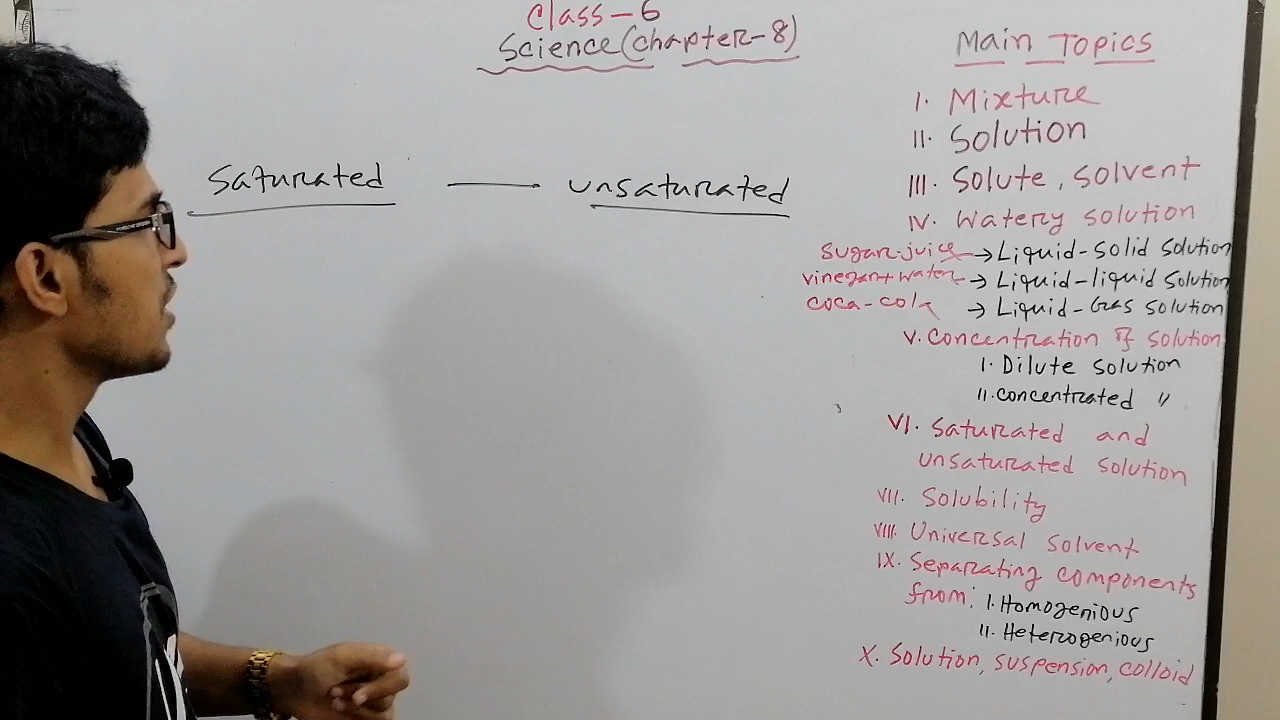 Class-6
Science(chapter-8)
Saturated — unsaturated
Main Topics
I. Mixture
II. Solution
III. Solute, solvent
IV. Watery solution
Sugar-juice → Liquid-Solid Solution
vinegar+water → Liquid-liquid Solution
coca-cola → Liquid-Gas Solution
V. Concentration of solution
I. Dilute solution
II. concentrated "
VI. Saturated and
unsaturated solution
VII. Solubility
VIII. Universal solvent
IX. Separating components
from: I. Homogenious
II. Heterogenious
X. Solution, suspension, colloid